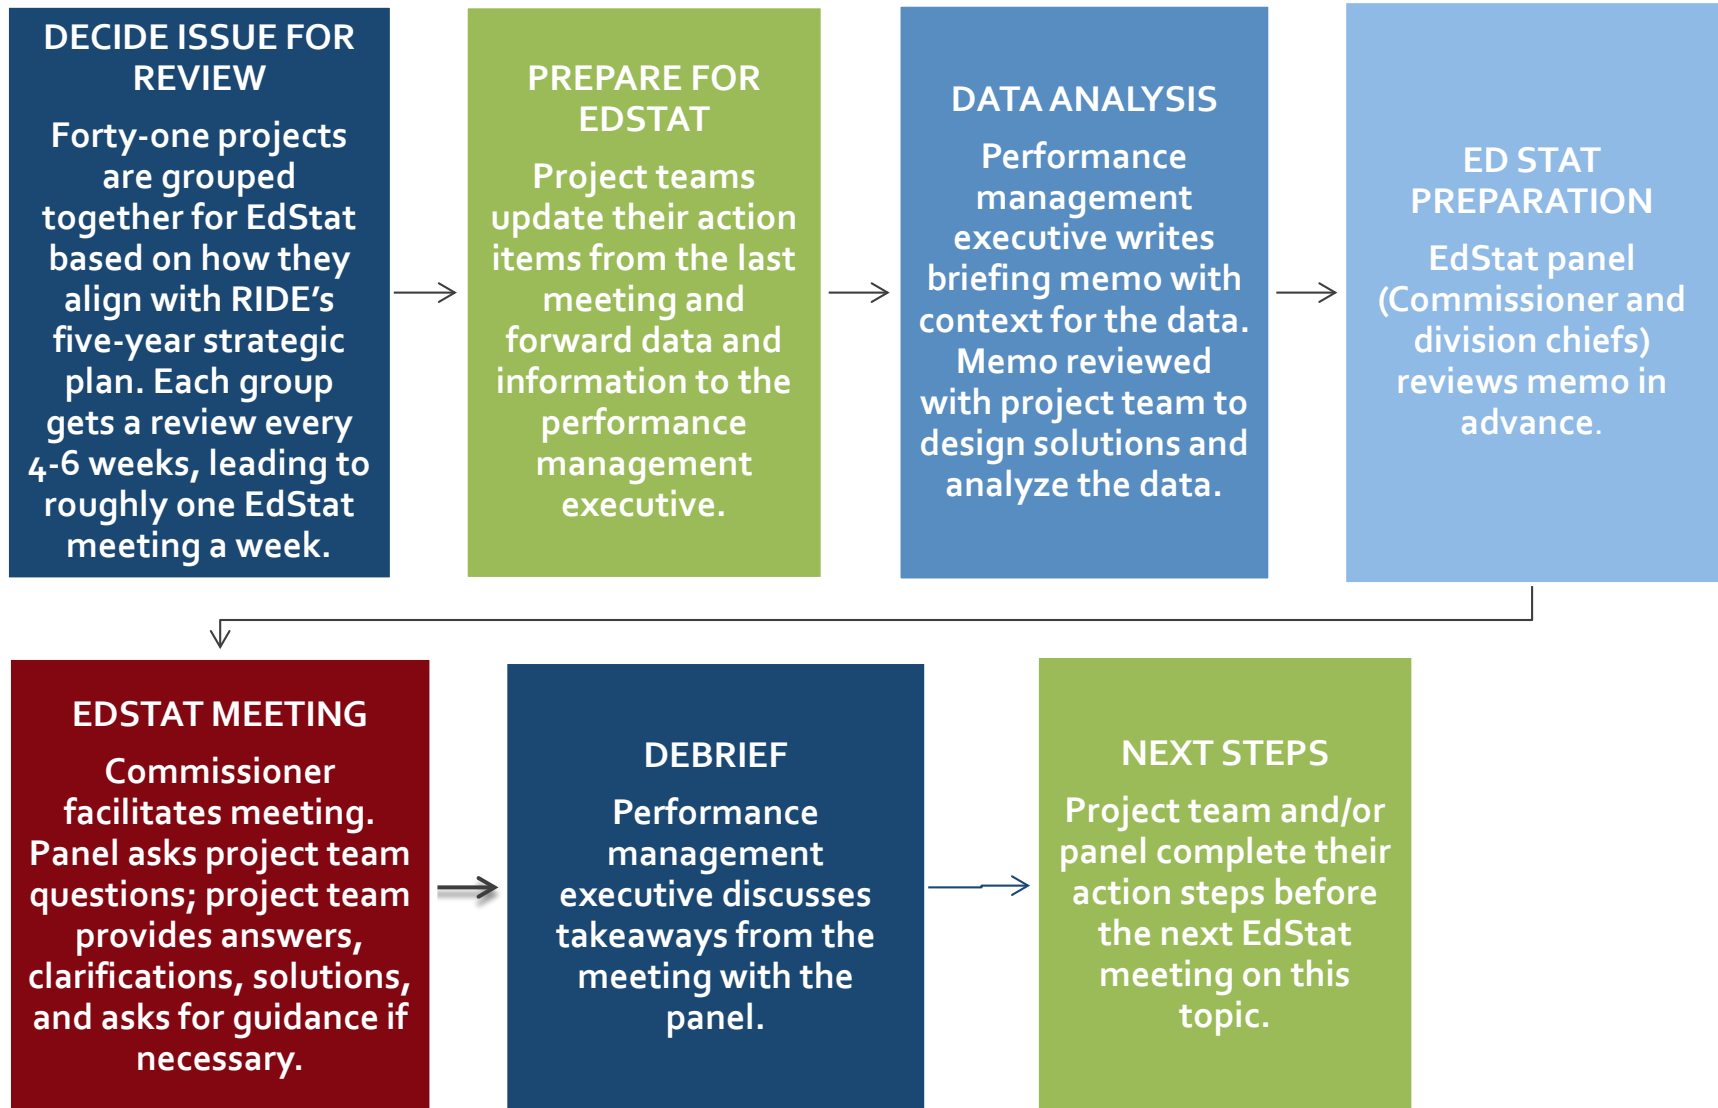 DECIDE ISSUE FOR
REVIEW
Forty-one projects
are grouped
together for EdStat
based on how they
align with RIDE's
five-year strategic
plan. Each group
gets a review every
4-6 weeks, leading to
roughly one EdStat
meeting a week.
PREPARE FOR
EDSTAT
Project teams
update their action
items from the last
meeting and
forward data and
information to the
performance
management
executive.
DATA ANALYSIS
Performance
management
executive writes
briefing memo with
context for the data.
Memo reviewed
with project team to
design solutions and
analyze the data.
ED STAT
PREPARATION
EdStat panel
(Commissioner and
division chiefs)
reviews memo in
advance.
EDSTAT MEETING
Commissioner
facilitates meeting.
Panel asks project team
questions; project team
provides answers,
clarifications, solutions,
and asks for guidance if
necessary.
DEBRIEF
Performance
management
executive discusses
takeaways from the
meeting with the
panel.
NEXT STEPS
Project team and/or
panel complete their
action steps before
the next EdStat
meeting on this
topic.